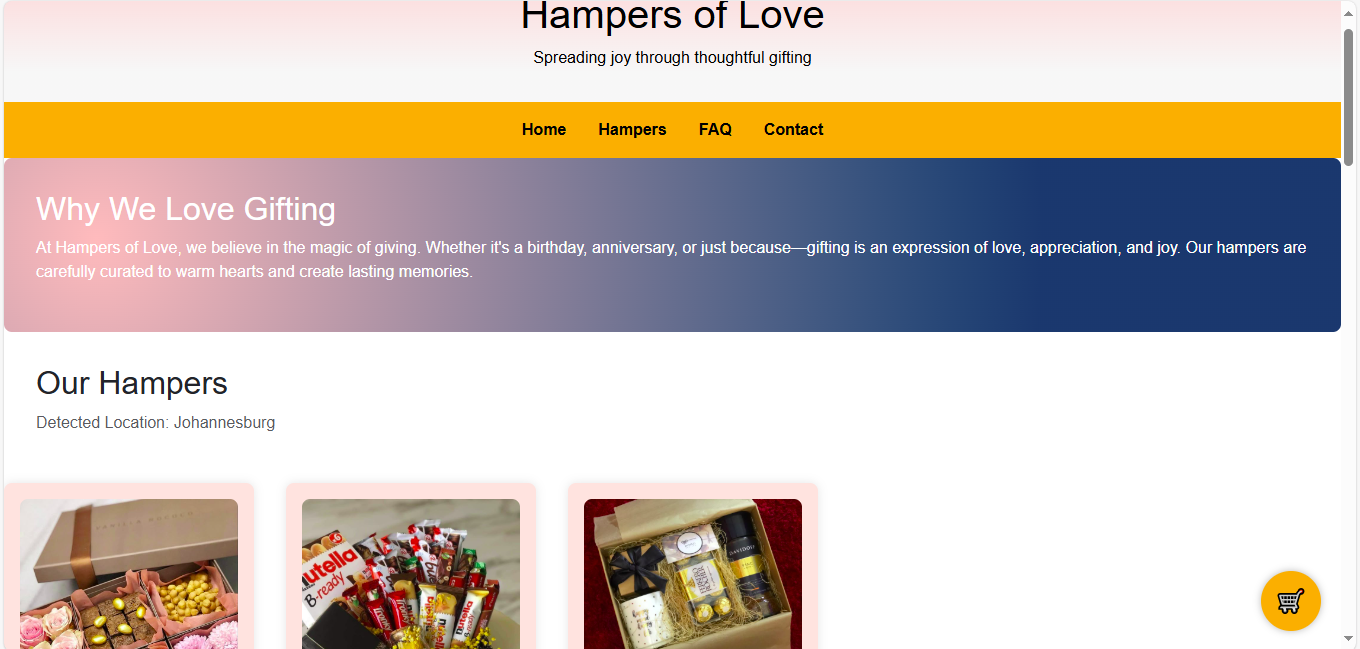 Hampers of Love
Spreading joy through thoughtful gifting
Home Hampers FAQ Contact
Why We Love Gifting
At Hampers of Love, we believe in the magic of giving. Whether it's a birthday, anniversary, or just because—gifting is an expression of love, appreciation, and joy. Our hampers are
carefully curated to warm hearts and create lasting memories.
Our Hampers
Detected Location: Johannesburg
nutella
B-ready
nutella
DAVIDOFF